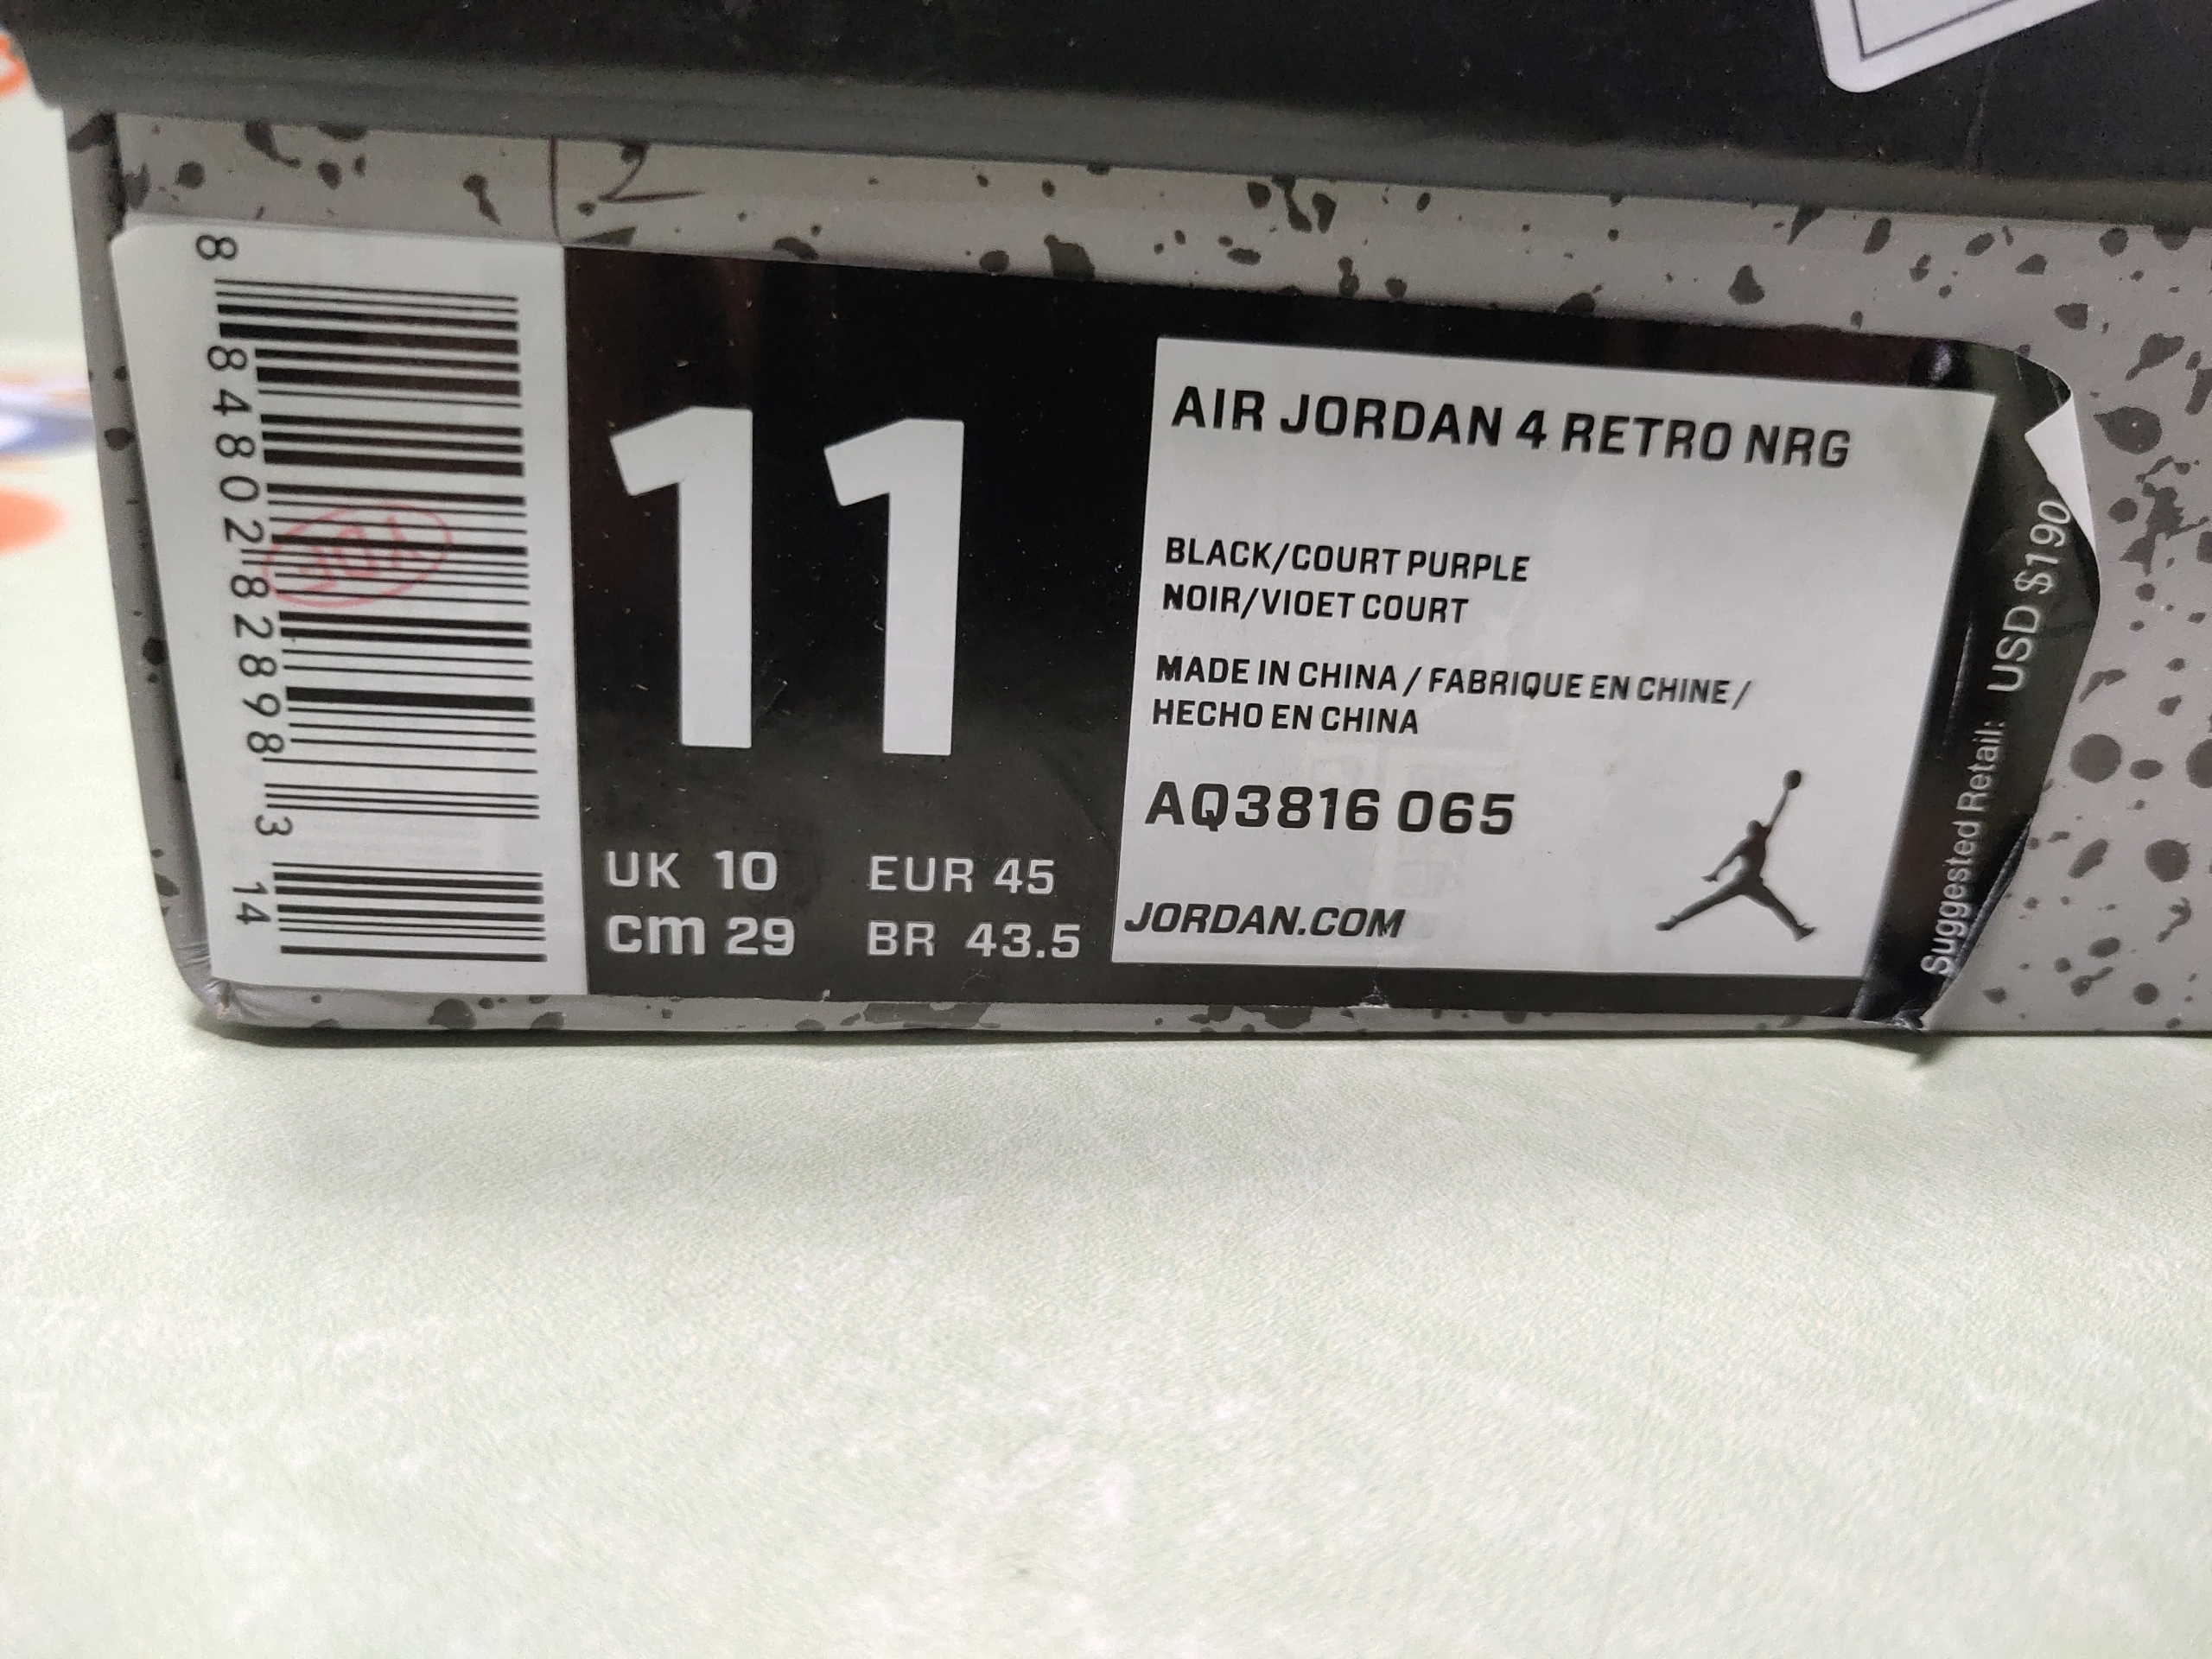 2
8 84802 82898 3 14
11
UK 10 EUR 45
cm 29 BR 43.5
AIR JORDAN 4 RETRO NRG
BLACK/COURT PURPLE
NOIR/VIOET COURT
MADE IN CHINA / FABRIQUE EN CHINE /
HECHO EN CHINA
AQ3816 065
JORDAN.COM
Suggested Retail: USD $190